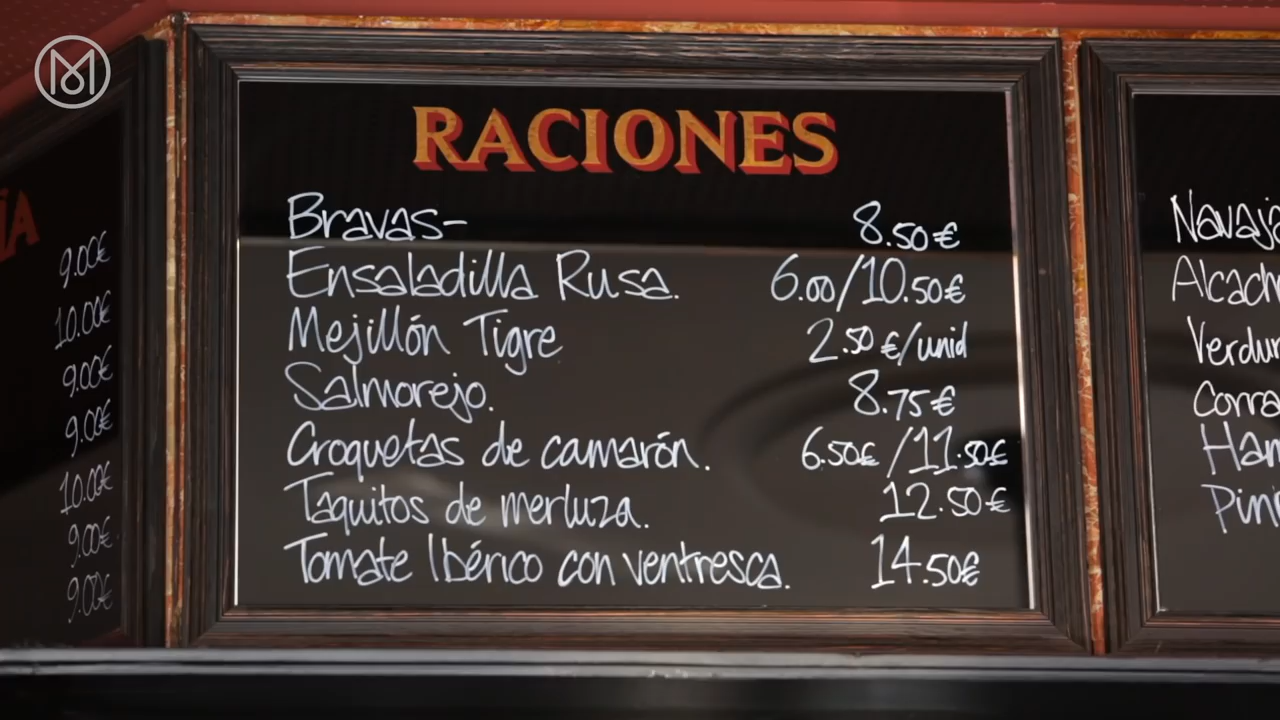 RACIONES
Bravas- 8.50€
Ensaladilla Rusa. 6.00/10.50€
Mejillón Tigre 2.50€/unid
Salmorejo. 8.75€
Croquetas de camarón. 6.50€/11.50€
Taquitos de merluza. 12.50€
Tomate Ibérico con ventresca. 14.50€
9.00€
10.00€
9.00€
9.00€
10.00€
9.00€
9.00€